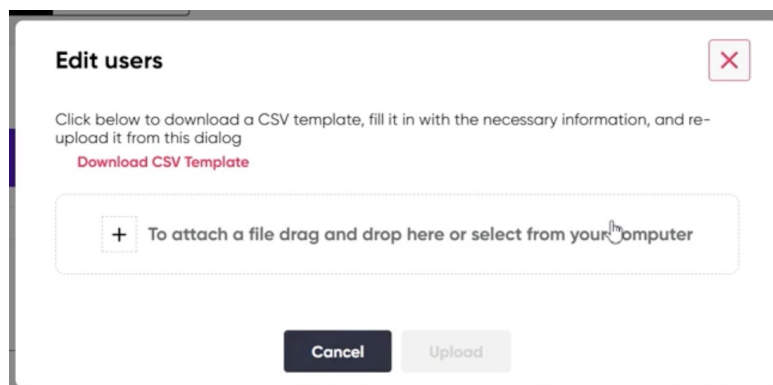 Edit users
Click below to download a CSV template, fill it in with the necessary information, and re-
upload it from this dialog
Download CSV Template
To attach a file drag and drop here or select from your computer
Cancel
Upload